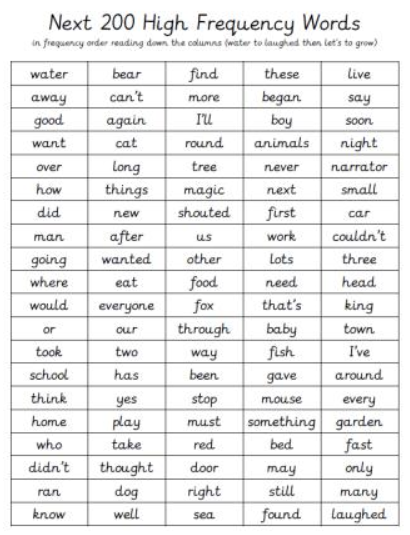 Next 200 High Frequency Words
in frequency order reading down the columns (water to laughed then let's to grow)
water bear find these live
away can't more began say
good again I'll boy soon
want cat round animals night
over long tree never narrator
how things magic next small
did new shouted first car
man after us work couldn't
going wanted other lots three
where eat food need head
would everyone fox that's king
or our through baby town
took two way fish I've
school has been gave around
think yes stop mouse every
home play must something garden
who take red bed fast
didn't thought door may only
ran dog right still many
know well sea found laughed